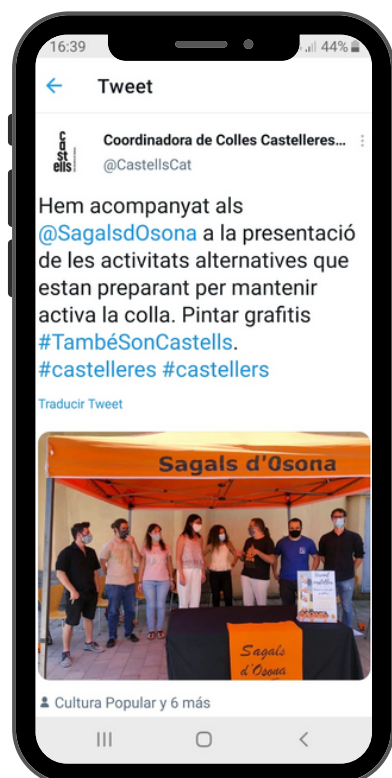 16:39
44%
Tweet
castells
Coordinadora de Colles Castelleres...
@CastellsCat
Hem acompanyat als
@SagalsdOsona a la presentació
de les activitats alternatives que
estan preparant per mantenir
activa la colla. Pintar grafitis
#TambéSonCastells.
#castelleres #castellers
Traducir Tweet
Sagals d'Osona
Sagals
d'Osona
Cultura Popular y 6 más